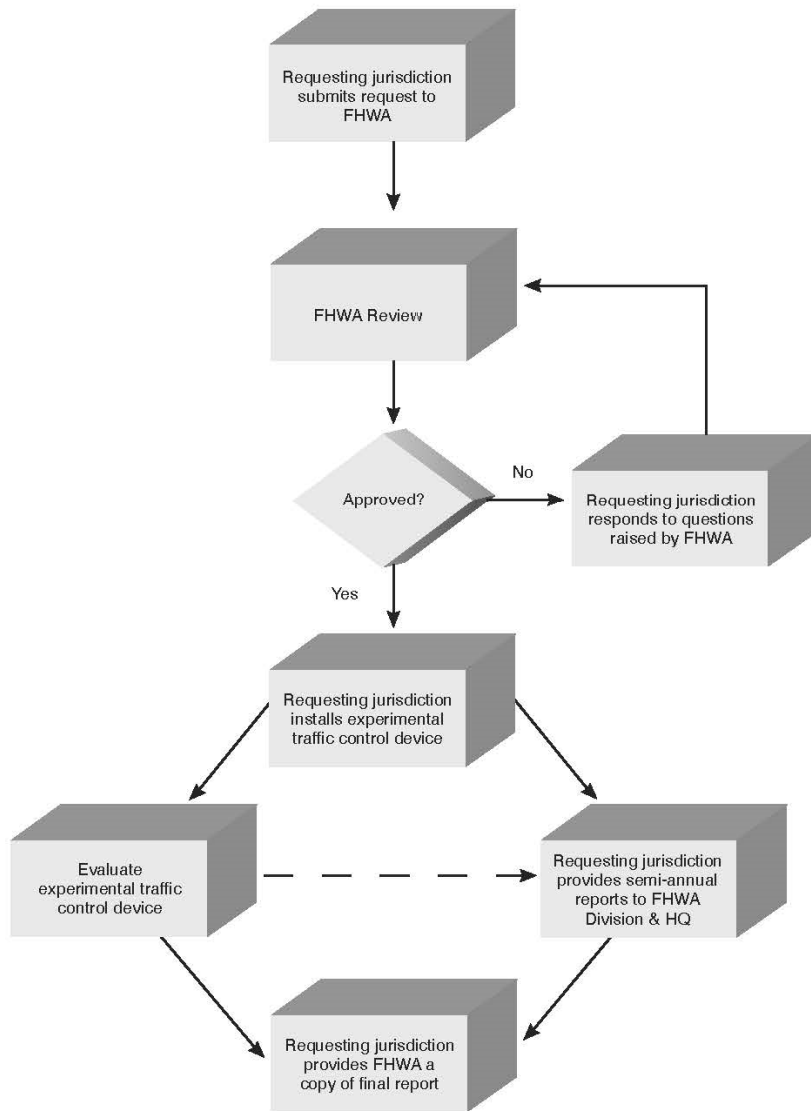 Requesting jurisdiction
submits request to
FHWA
FHWA Review
Approved?
No
Requesting jurisdiction
responds to questions
raised by FHWA
Yes
Requesting jurisdiction
installs experimental
traffic control device
Evaluate
experimental traffic
control device
Requesting jurisdiction
provides semi-annual
reports to FHWA
Division & HQ
Requesting jurisdiction
provides FHWA a
copy of final report